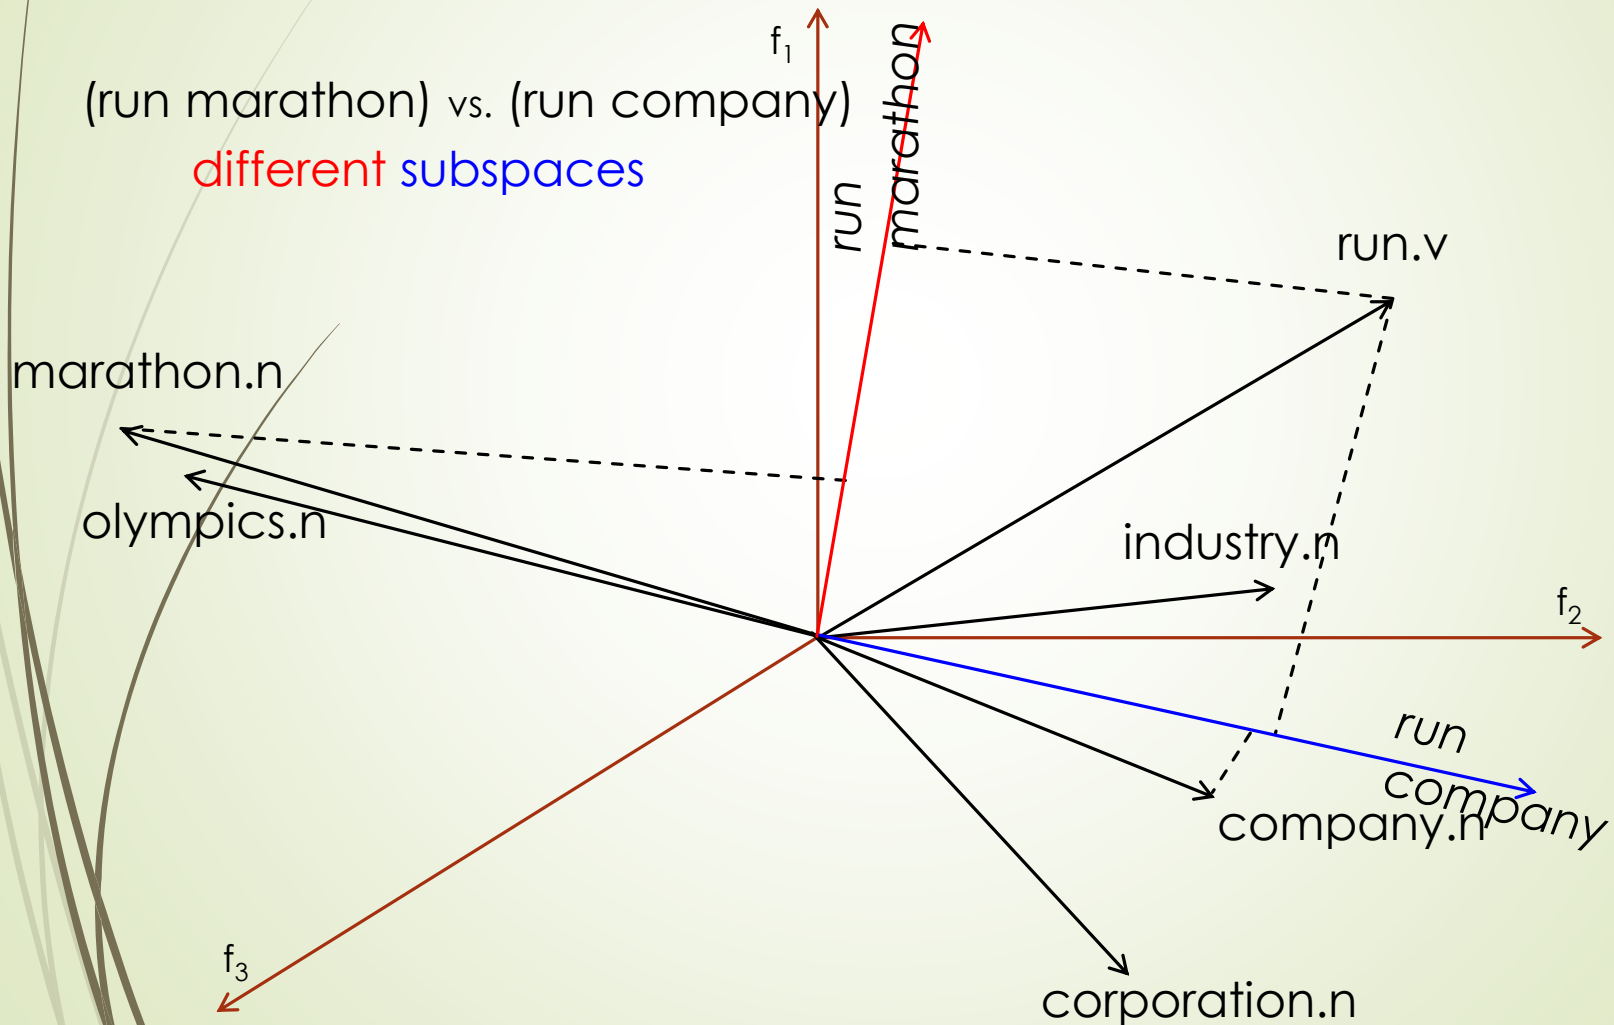 f₁
(run marathon) vs. (run company)
different subspaces
run
marathon
run.v
marathon.n
olympics.n
industry.n
f₂
run
company
company.n
f₃
corporation.n